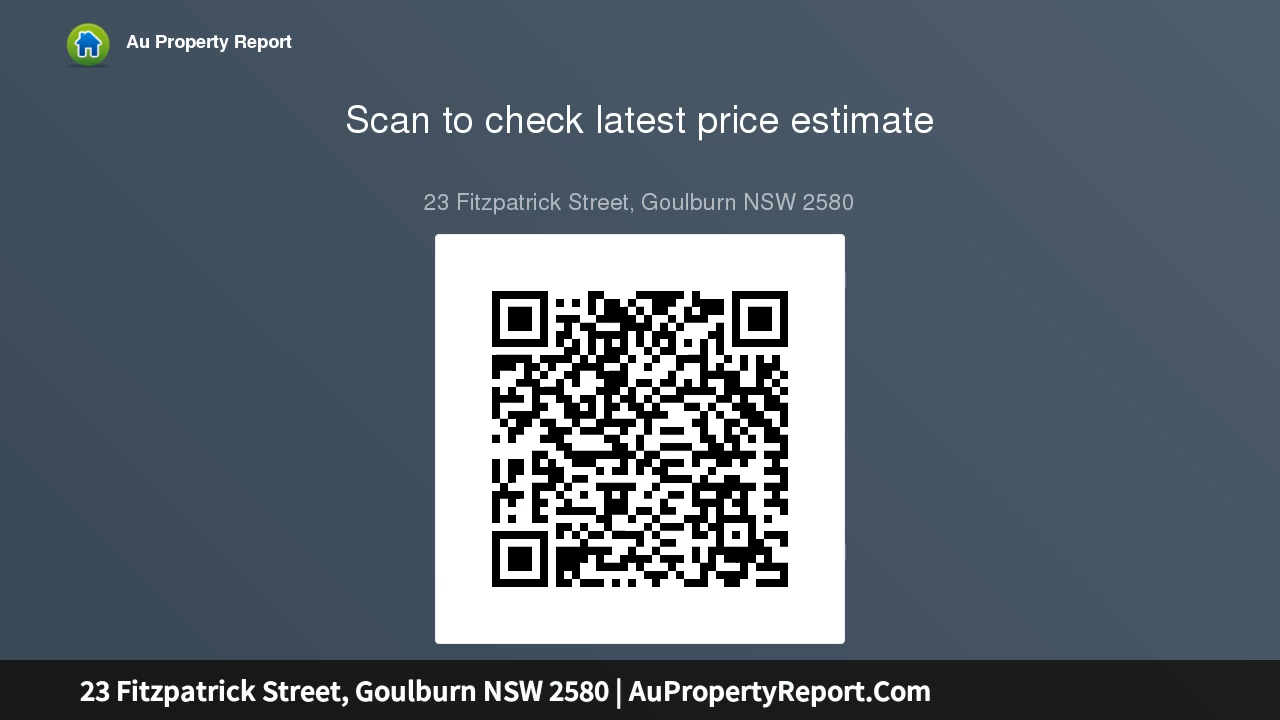 Au Property Report
Scan to check latest price estimate
23 Fitzpatrick Street, Goulburn NSW 2580
23 Fitzpatrick Street, Goulburn NSW 2580 | AuPropertyReport.Com